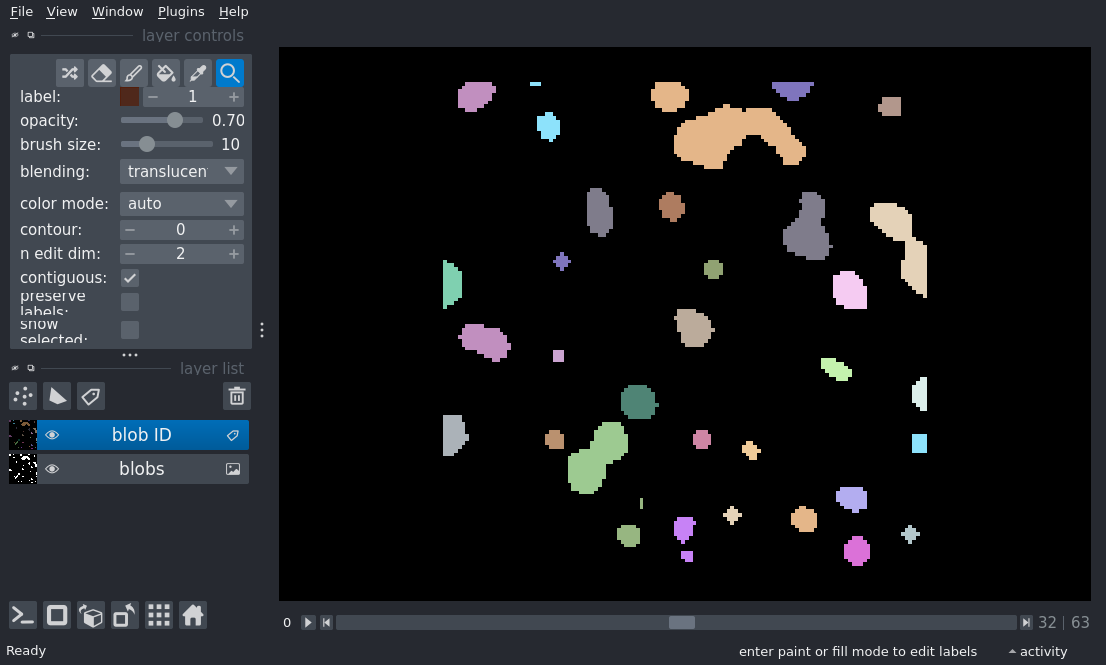 File View Window Plugins Help
layer controls
label: 1
opacity: 0.70
brush size: 10
blending: translucen
color mode: auto
contour: 0
n edit dim: 2
contiguous:
preserve
labels:
show
selected:
layer list
blob ID
blobs
0 32 | 63
Ready enter paint or fill mode to edit labels activity